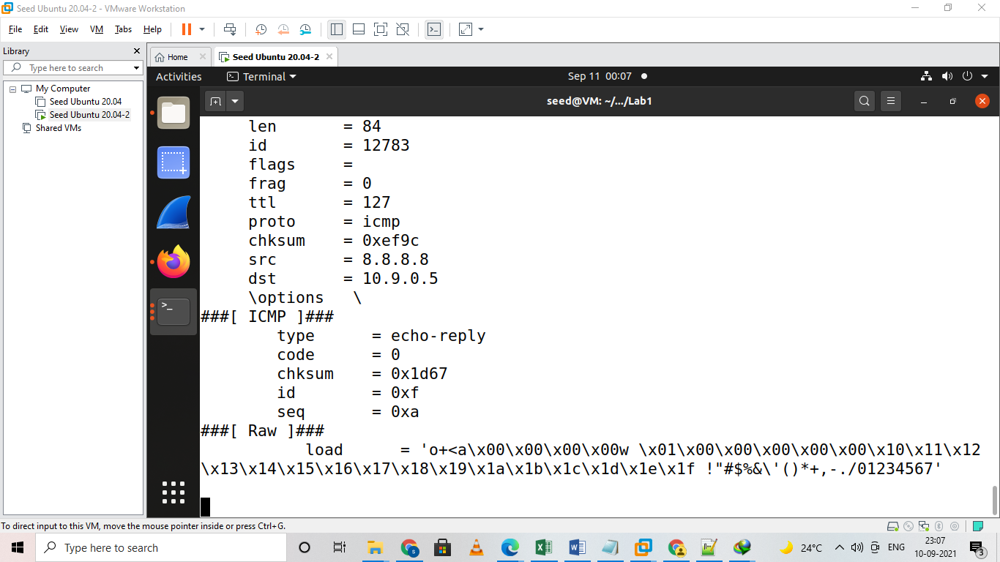 Seed Ubuntu 20.04-2 - VMware Workstation
File Edit View VM Tabs Help
Library
Type here to search
My Computer
Seed Ubuntu 20.04
Seed Ubuntu 20.04-2
Shared VMs
Home Seed Ubuntu 20.04-2
Activities Terminal Sep 11 00:07
seed@VM: ~/.../Lab1
len = 84
id = 12783
flags =
frag = 0
ttl = 127
proto = icmp
chksum = 0xef9c
src = 8.8.8.8
dst = 10.9.0.5
\options \
###[ ICMP ]###
type = echo-reply
code = 0
chksum = 0x1d67
id = 0xf
seq = 0xa
###[ Raw ]###
load = 'o+<a\x00\x00\x00\x00w \x01\x00\x00\x00\x00\x00\x10\x11\x12
\x13\x14\x15\x16\x17\x18\x19\x1a\x1b\x1c\x1d\x1e\x1f !"#$%&\'()*+,-./01234567'
To direct input to this VM, move the mouse pointer inside or press Ctrl+G.
Type here to search
24°C ENG 23:07
10-09-2021
3